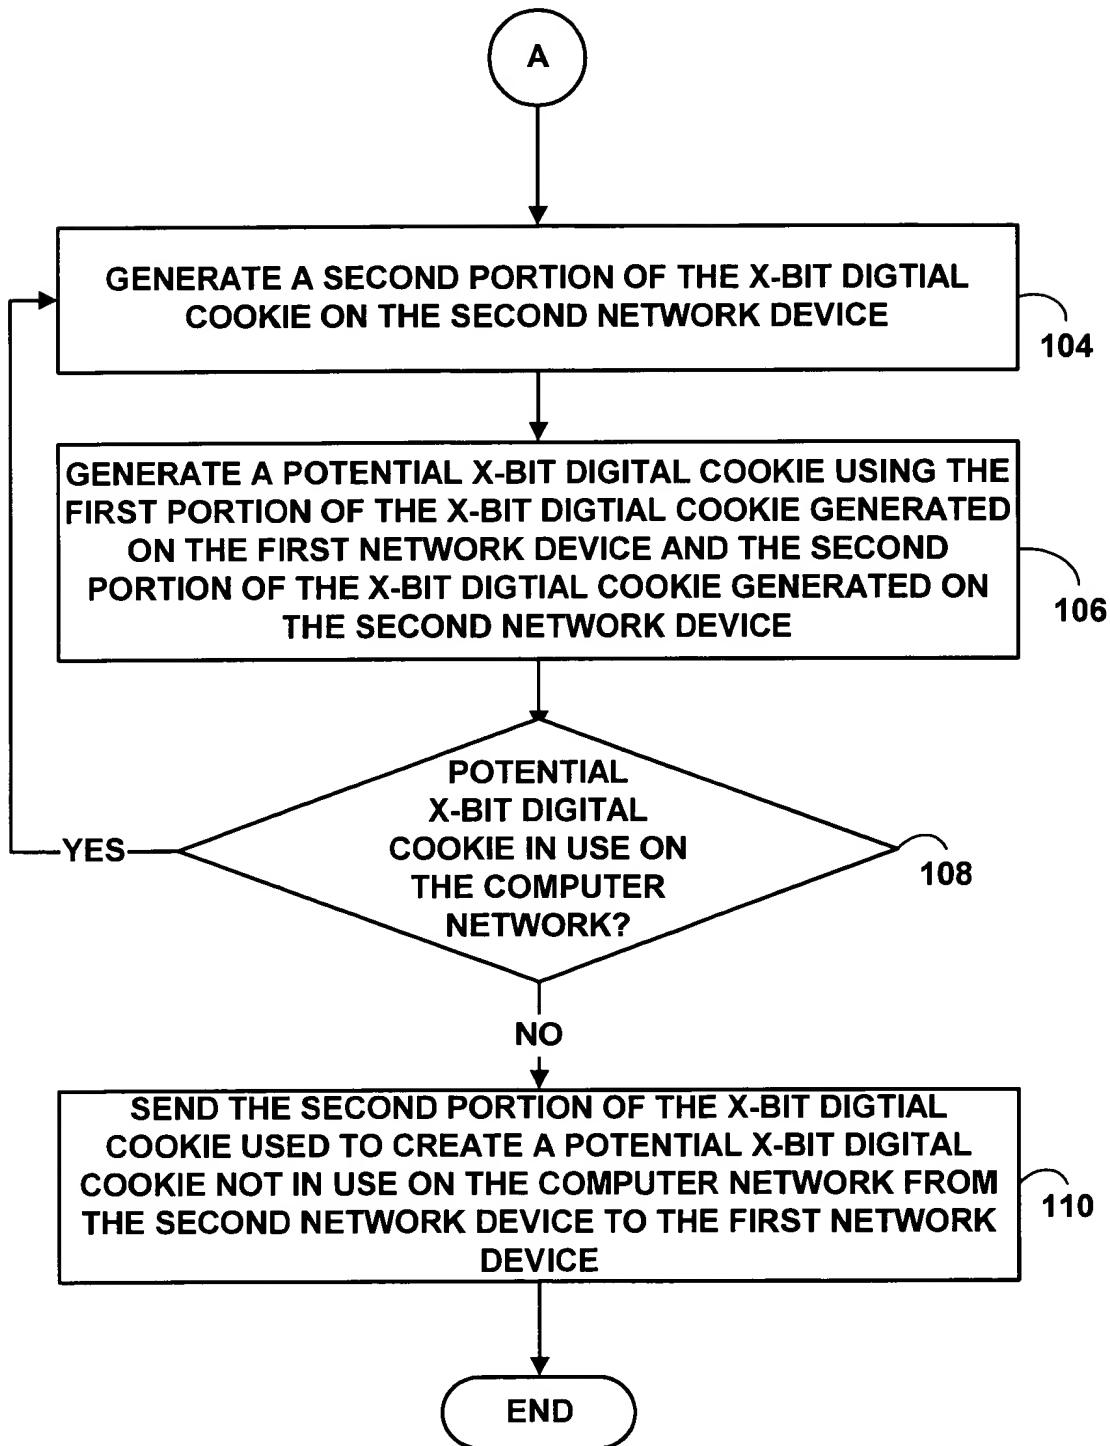 A
GENERATE A SECOND PORTION OF THE X-BIT DIGTIAL
COOKIE ON THE SECOND NETWORK DEVICE
104
GENERATE A POTENTIAL X-BIT DIGITAL COOKIE USING THE
FIRST PORTION OF THE X-BIT DIGTIAL COOKIE GENERATED
ON THE FIRST NETWORK DEVICE AND THE SECOND
PORTION OF THE X-BIT DIGTIAL COOKIE GENERATED ON
THE SECOND NETWORK DEVICE
106
POTENTIAL
X-BIT DIGITAL
COOKIE IN USE ON
THE COMPUTER
NETWORK?
YES
108
NO
SEND THE SECOND PORTION OF THE X-BIT DIGTIAL
COOKIE USED TO CREATE A POTENTIAL X-BIT DIGITAL
COOKIE NOT IN USE ON THE COMPUTER NETWORK FROM
THE SECOND NETWORK DEVICE TO THE FIRST NETWORK
DEVICE
110
END